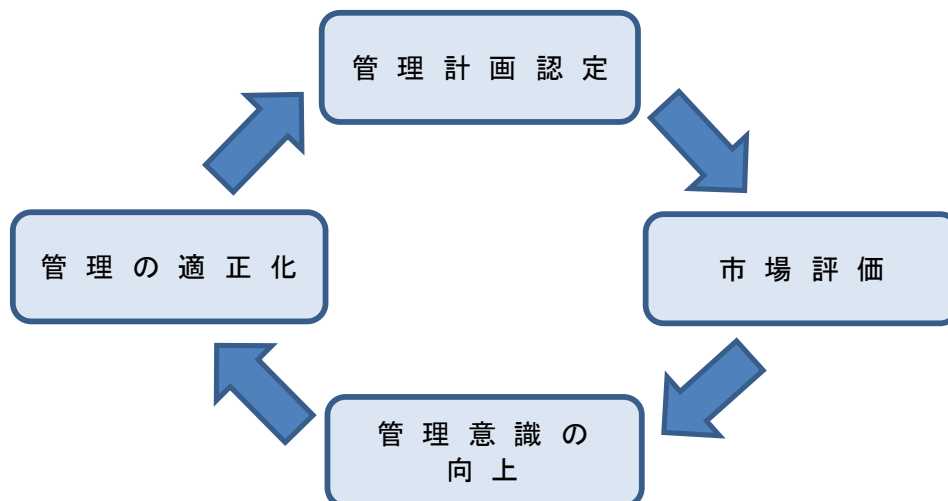 管理計画認定
管理の適正化
市場評価
管理意識の
向上